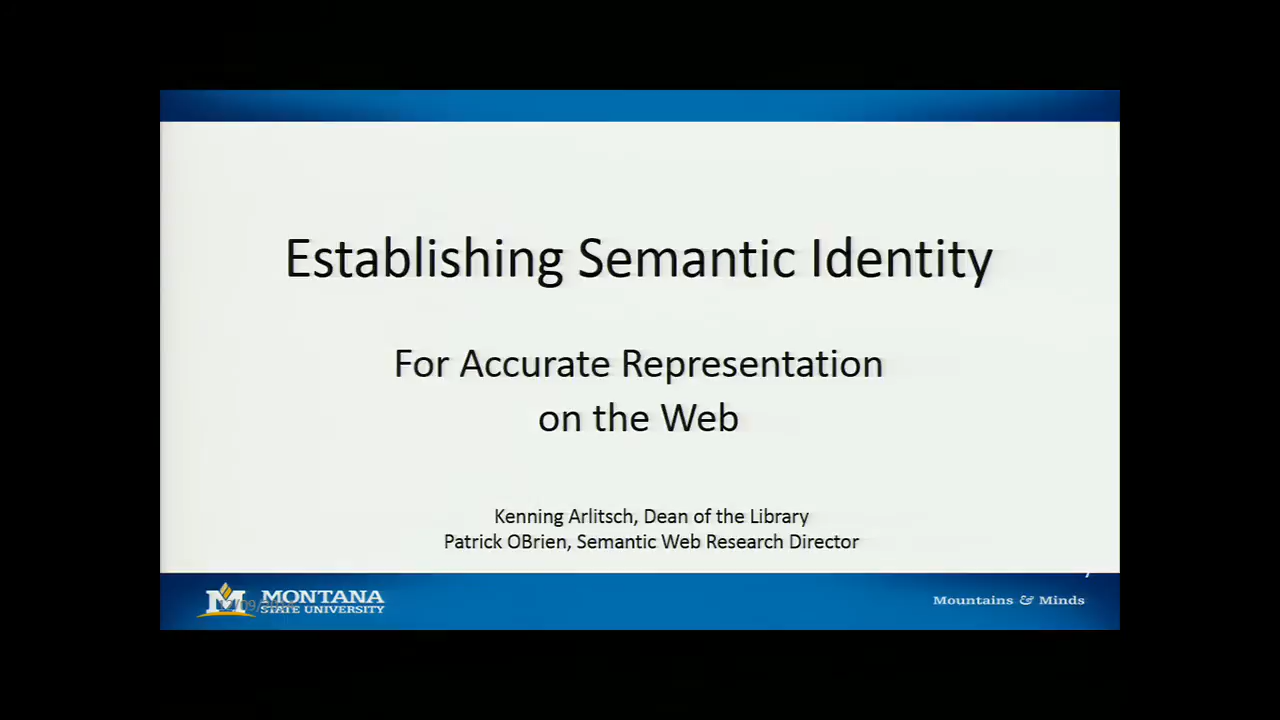 Establishing Semantic Identity
For Accurate Representation
on the Web
Kenning Arlitsch, Dean of the Library
Patrick OBrien, Semantic Web Research Director
M MONTANA
STATE UNIVERSITY
Mountains & Minds